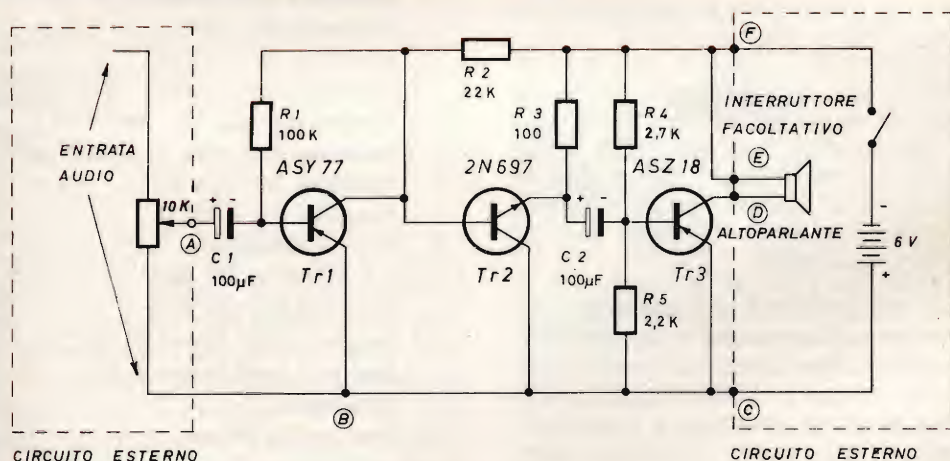 ENTRATA
AUDIO
10K
A
C 1
100µF
R 1
100 K
ASY 77
Tr1
B
R 2
22 K
2N697
Tr2
R 3
100
C 2
100µF
R 4
2,7K
ASZ 18
Tr3
R 5
2,2 K
F
INTERRUTTORE
FACOLTATIVO
E
D
ALTOPARLANTE
6 V
C
CIRCUITO ESTERNO
CIRCUITO ESTERNO